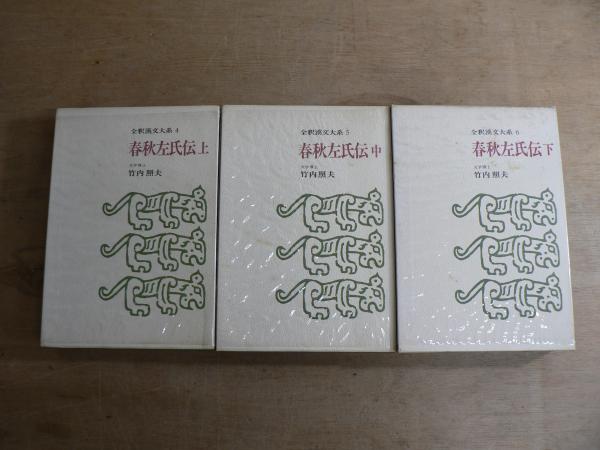 全釈漢文大系 4
春秋左氏伝 上
文学博士
竹内照夫
全釈漢文大系 5
春秋左氏伝 中
文学博士
竹内照夫
全釈漢文大系 6
春秋左氏伝 下
文学博士
竹内照夫